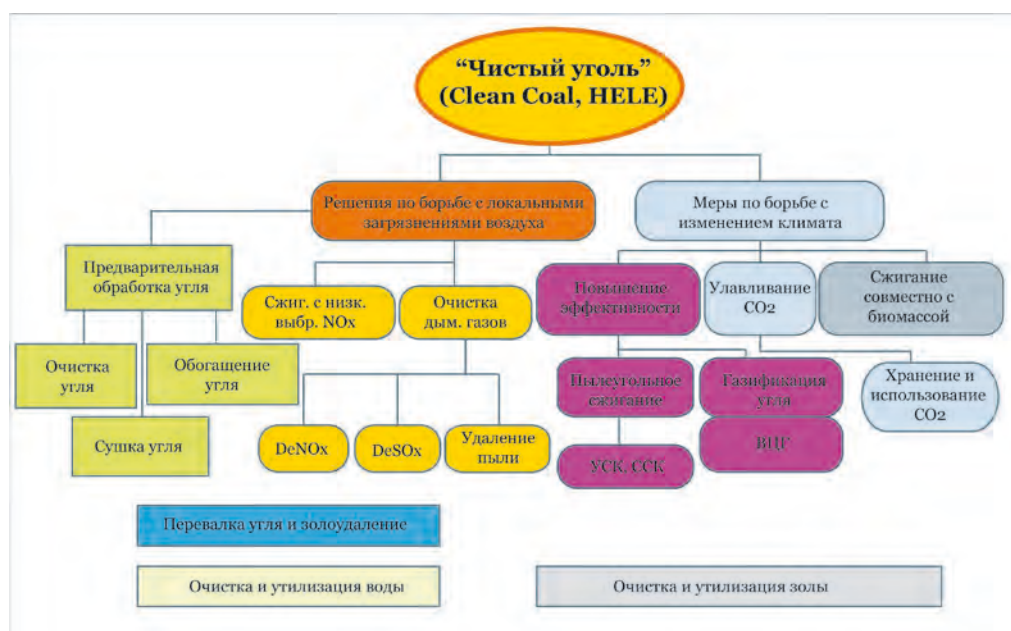 “Чистый уголь”
(Clean Coal, HELE)
Решения по борьбе с локальными
загрязнениями воздуха
Меры по борьбе с
изменением климата
Предварительная
обработка угля
Сжиг. с низк.
выбр. NOx
Очистка
дым. газов
Повышение
эффективности
Улавливание
CO2
Сжигание
совместно с
биомассой
Очистка
угля
Обогащение
угля
Сушка угля
DeNOx
DeSOx
Удаление
пыли
Пылеугольное
сжигание
Газификация
угля
Хранение и
использование
CO2
УСК, ССК
ВЦГ
Перевалка угля и золоудаление
Очистка и утилизация воды
Очистка и утилизация золы